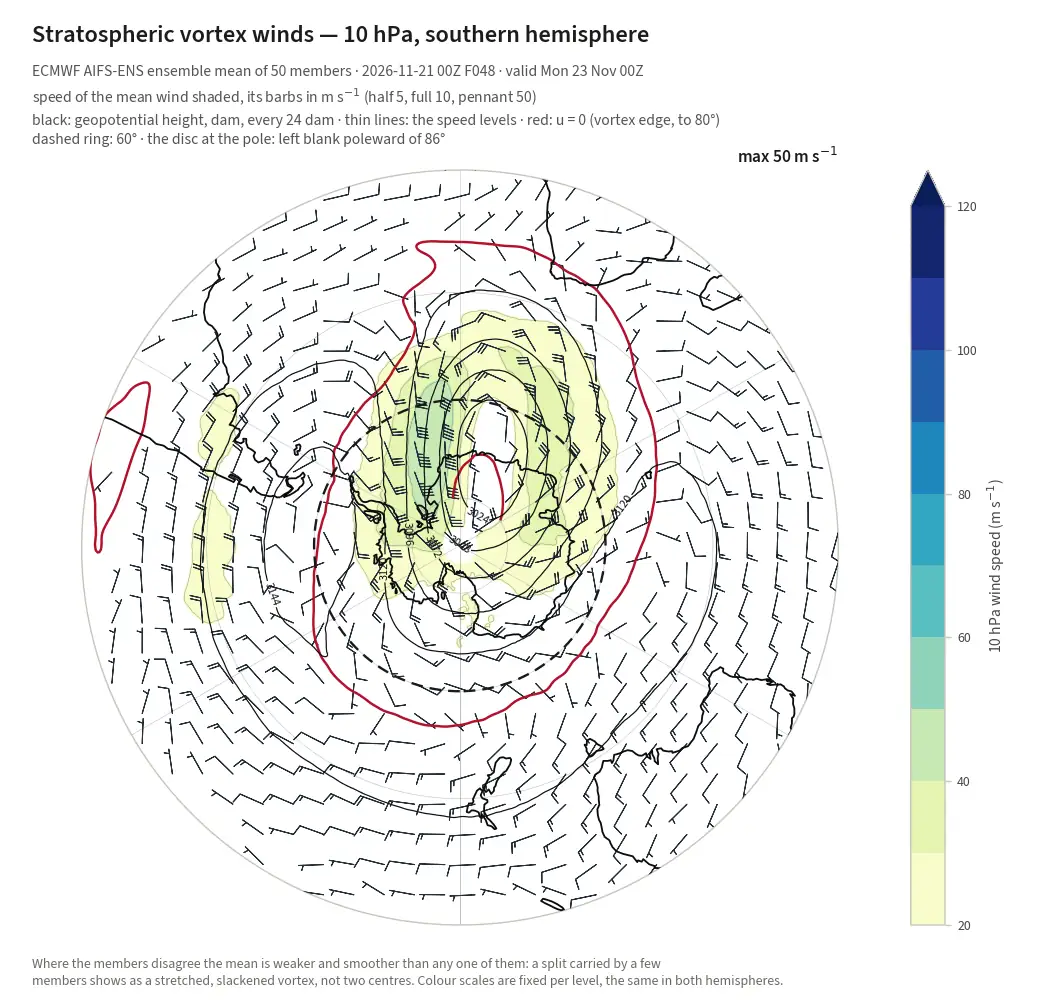 Stratospheric vortex winds — 10 hPa, southern hemisphere
ECMWF AIFS-ENS ensemble mean of 50 members · 2026-11-21 00Z F048 · valid Mon 23 Nov 00Z
speed of the mean wind shaded, its barbs in m s⁻¹ (half 5, full 10, pennant 50)
black: geopotential height, dam, every 24 dam · thin lines: the speed levels · red: u = 0 (vortex edge, to 80°)
dashed ring: 60° · the disc at the pole: left blank poleward of 86°
max 50 m s⁻¹
120
100
80
60
40
20
10 hPa wind speed (m s⁻¹)
3024
3144
Where the members disagree the mean is weaker and smoother than any one of them: a split carried by a few
members shows as a stretched, slackened vortex, not two centres. Colour scales are fixed per level, the same in both hemispheres.